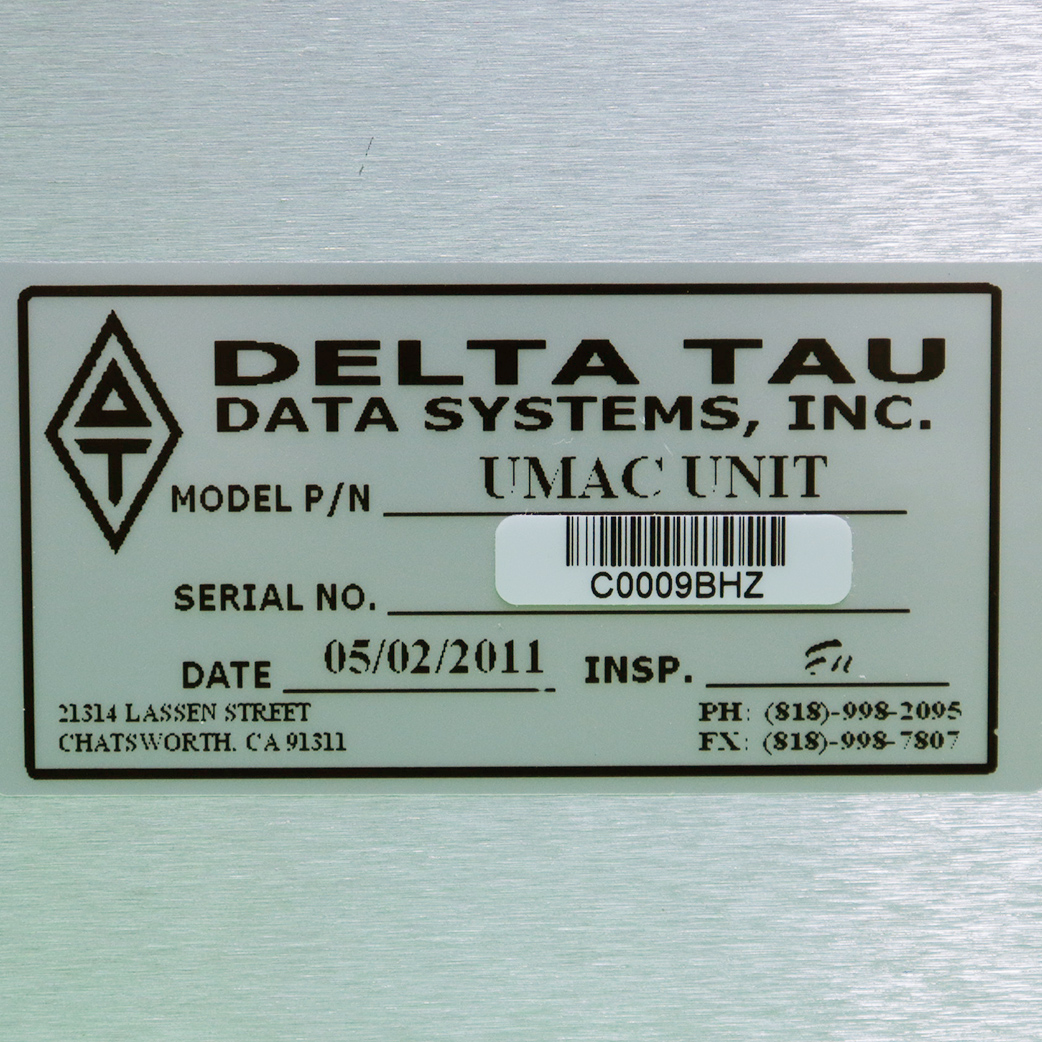 DELTA TAU
DATA SYSTEMS, INC.
MODEL P/N UMAC UNIT
SERIAL NO. C0009BHZ
DATE 05/02/2011 INSP.
21314 LASSEN STREET
CHATSWORTH, CA 91311
PH: (818)-998-2095
FX: (818)-998-7807